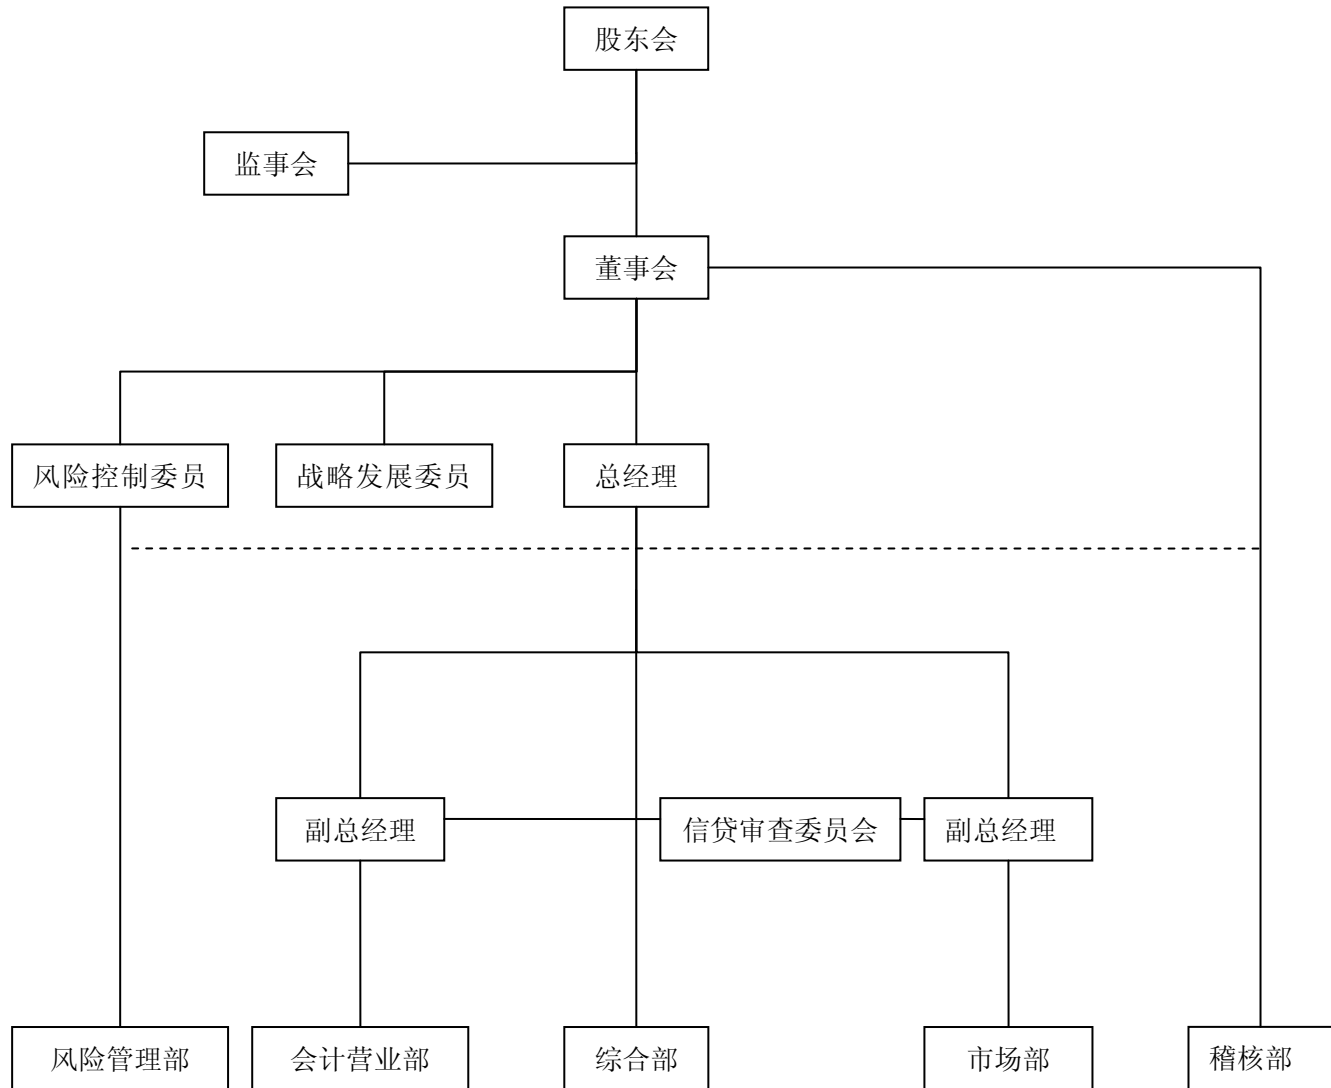 股东会
监事会
董事会
风险控制委员
战略发展委员
总经理
副总经理
信贷审查委员会
副总经理
风险管理部
会计营业部
综合部
市场部
稽核部